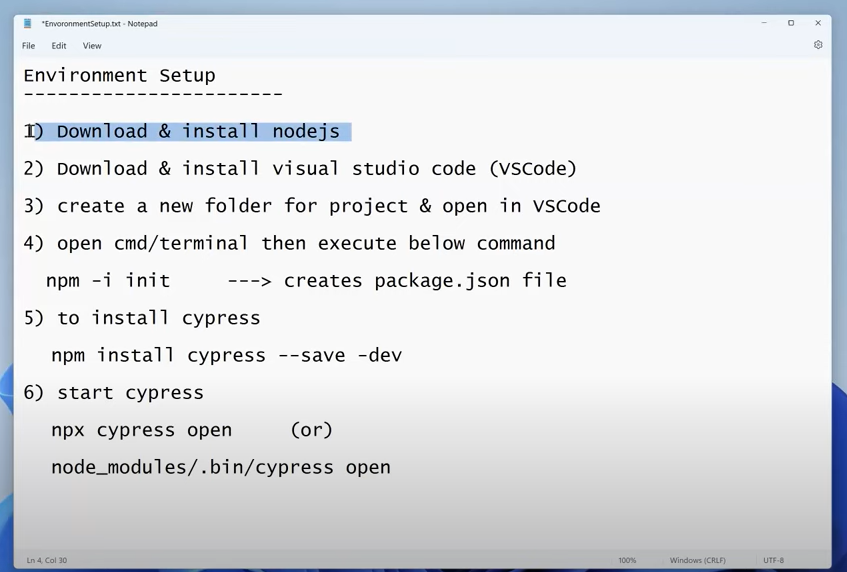 *EnvoronmentSetup.txt - Notepad
File Edit View
Environment Setup
-----------------------
1) Download & install nodejs
2) Download & install visual studio code (VSCode)
3) create a new folder for project & open in VSCode
4) open cmd/terminal then execute below command
npm -i init ---> creates package.json file
5) to install cypress
npm install cypress --save -dev
6) start cypress
npx cypress open (or)
node_modules/.bin/cypress open
Ln 4, Col 30 100% Windows (CRLF) UTF-8